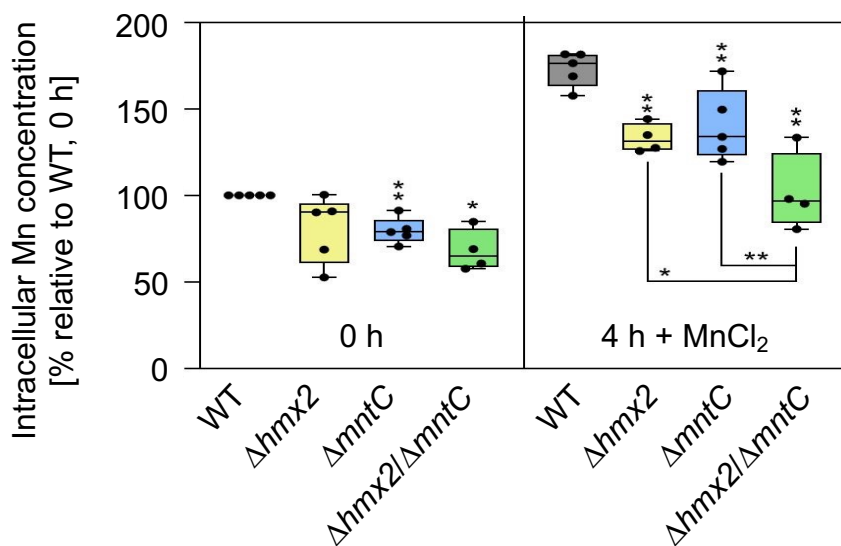 Intracellular Mn concentration
[% relative to WT, 0 h]
200
150
100
50
0
**
*
0 h
**
**
**
*
**
4 h + MnCl₂
WT
Δhmx2
ΔmntC
Δhmx2/ΔmntC
WT
Δhmx2
ΔmntC
Δhmx2/ΔmntC